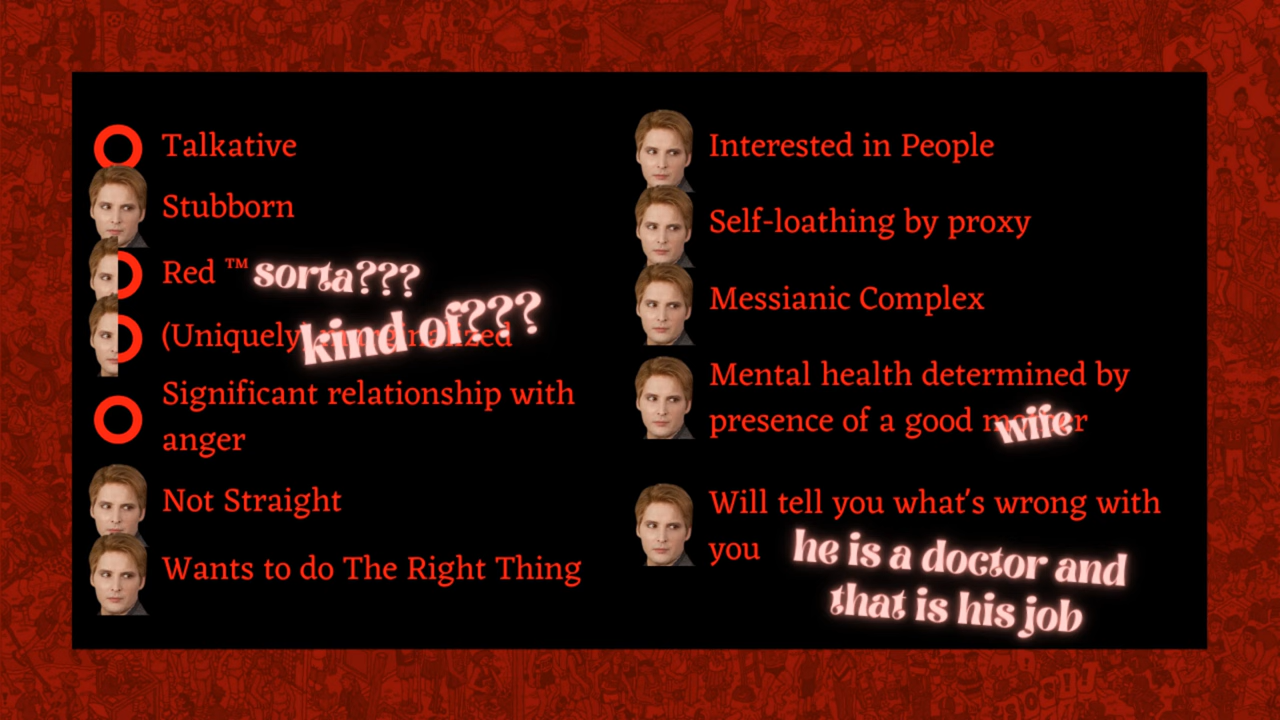 Talkative
Stubborn
Red ™ sorta???
(Uniquely) kind of???
Significant relationship with
anger
Not Straight
Wants to do The Right Thing
Interested in People
Self-loathing by proxy
Messianic Complex
Mental health determined by
presence of a good wife
Will tell you what's wrong with
you
he is a doctor and
that is his job